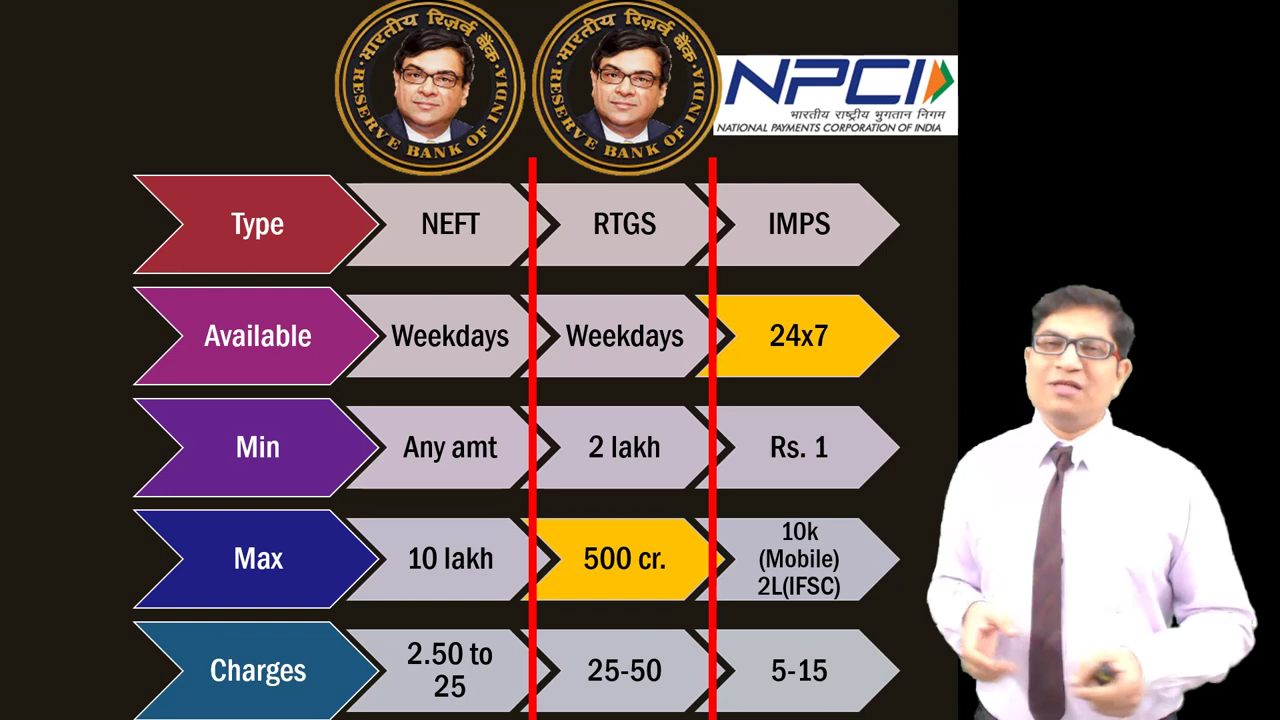 भारतीय रिज़र्व बैंक
RESERVE BANK OF INDIA
भारतीय रिज़र्व बैंक
RESERVE BANK OF INDIA
NPCI
भारतीय राष्ट्रीय भुगतान निगम
NATIONAL PAYMENTS CORPORATION OF INDIA
Type
NEFT
RTGS
IMPS
Available
Weekdays
Weekdays
24x7
Min
Any amt
2 lakh
Rs. 1
Max
10 lakh
500 cr.
10k
(Mobile)
2L(IFSC)
Charges
2.50 to
25
25-50
5-15